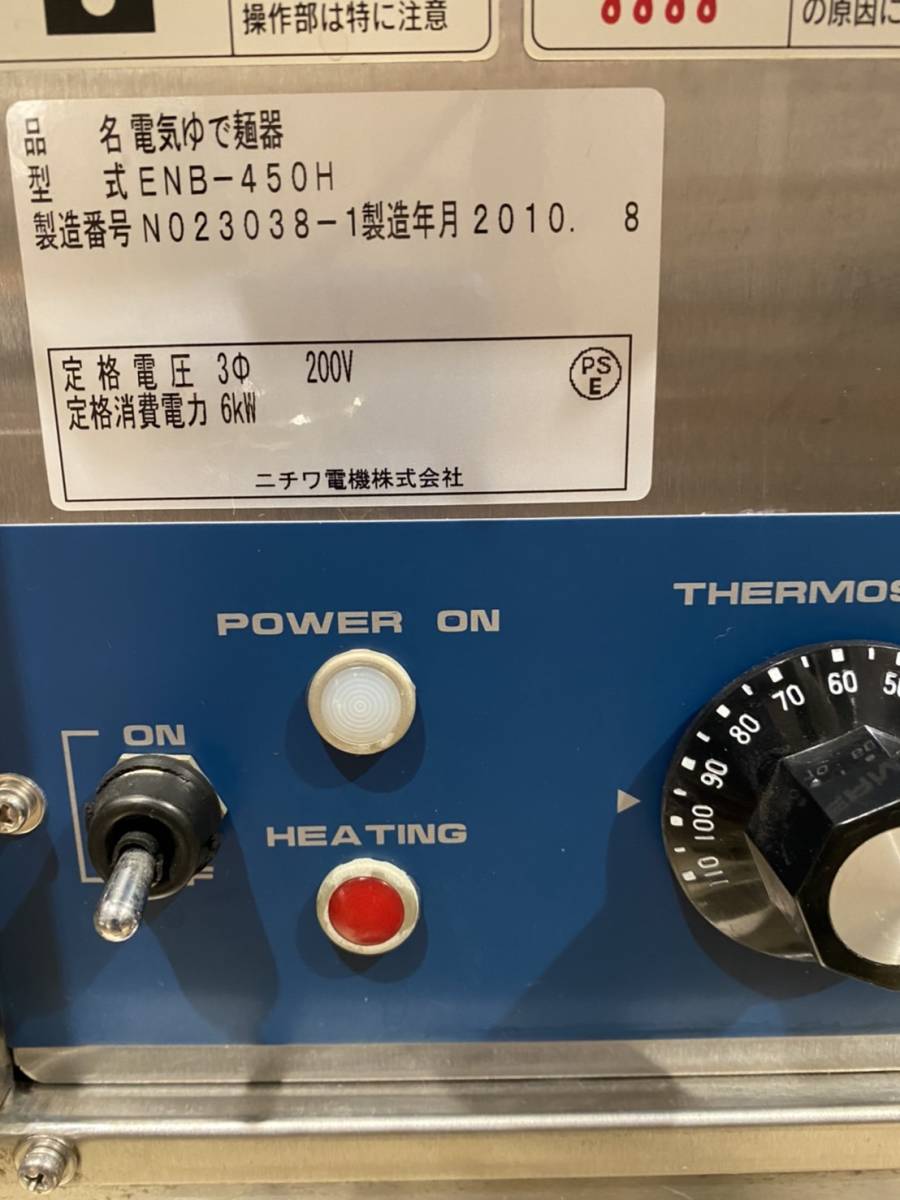 操作部は特に注意
の原因に
品 名 電気ゆで麺器
型 式 ENB-450H
製造番号 N023038-1 製造年月 2010. 8
定格電圧 3Φ 200V
PS
E
定格消費電力 6kW
ニチワ電機株式会社
POWER ON
THERMOS
ON
HEATING
50
60
70
80
90
100
110